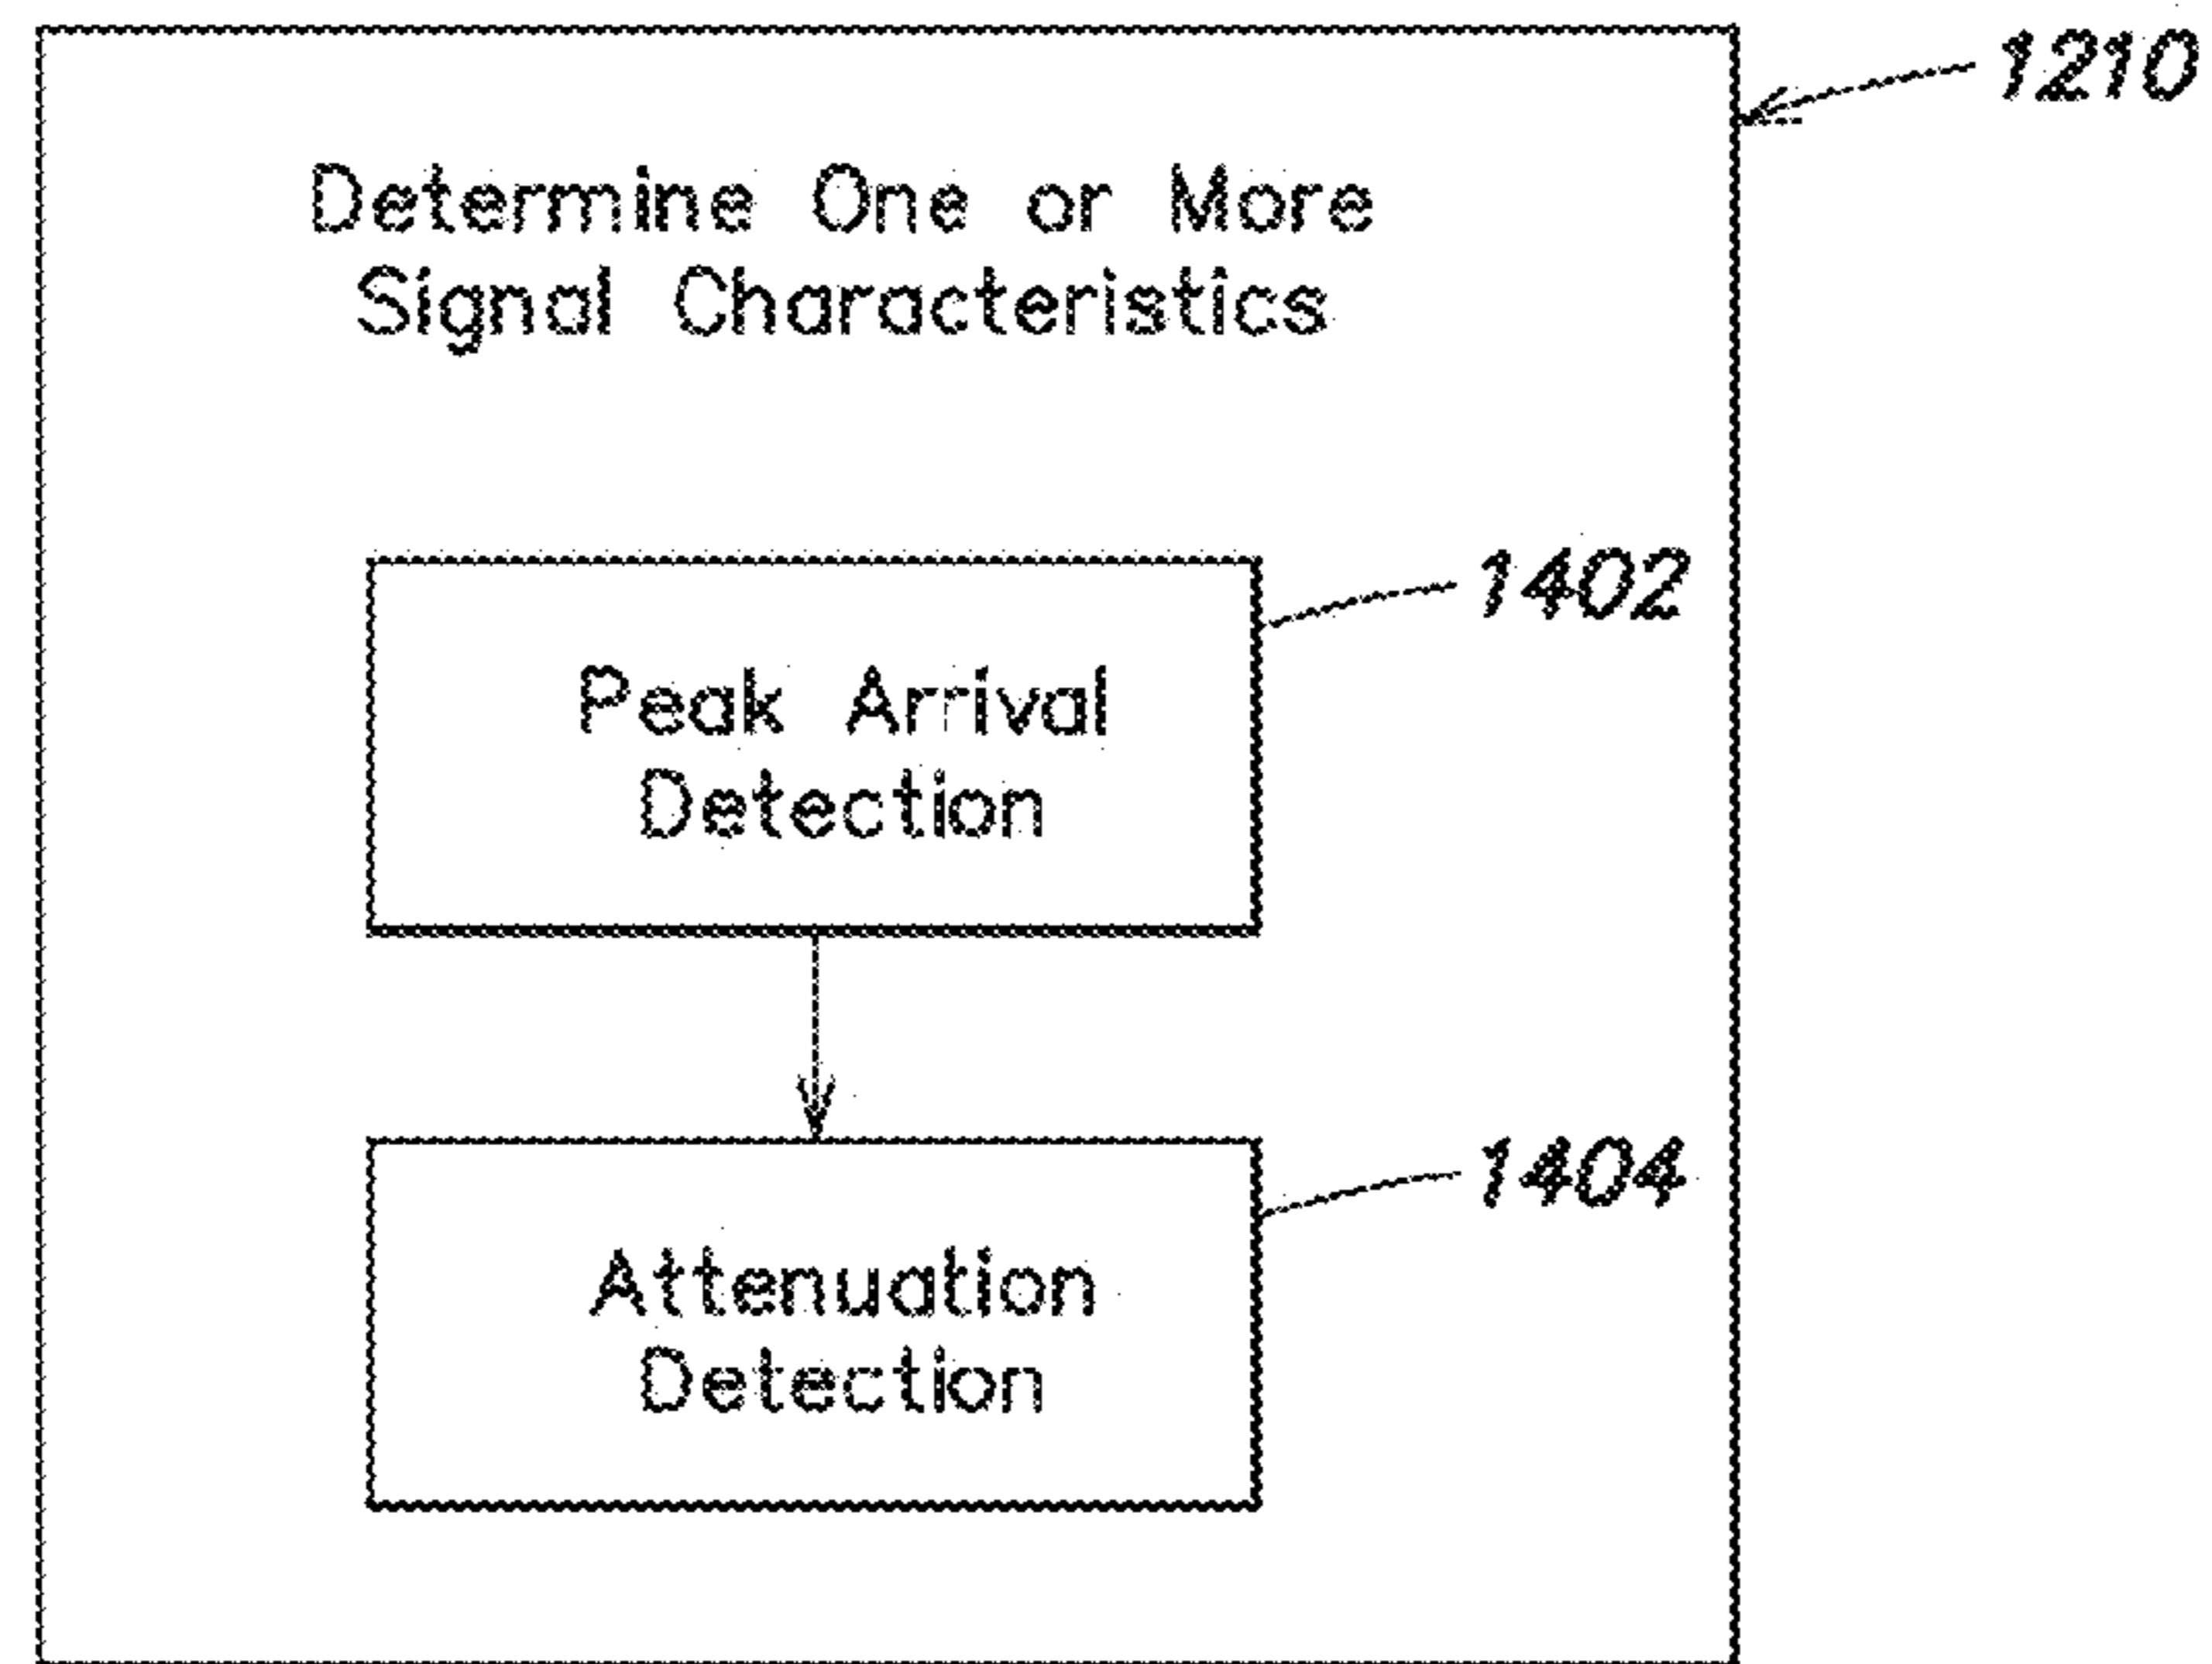 1210
Determine One or More
Signal Characteristics
1402
Peak Arrival
Detection
1404
Attenuation
Detection